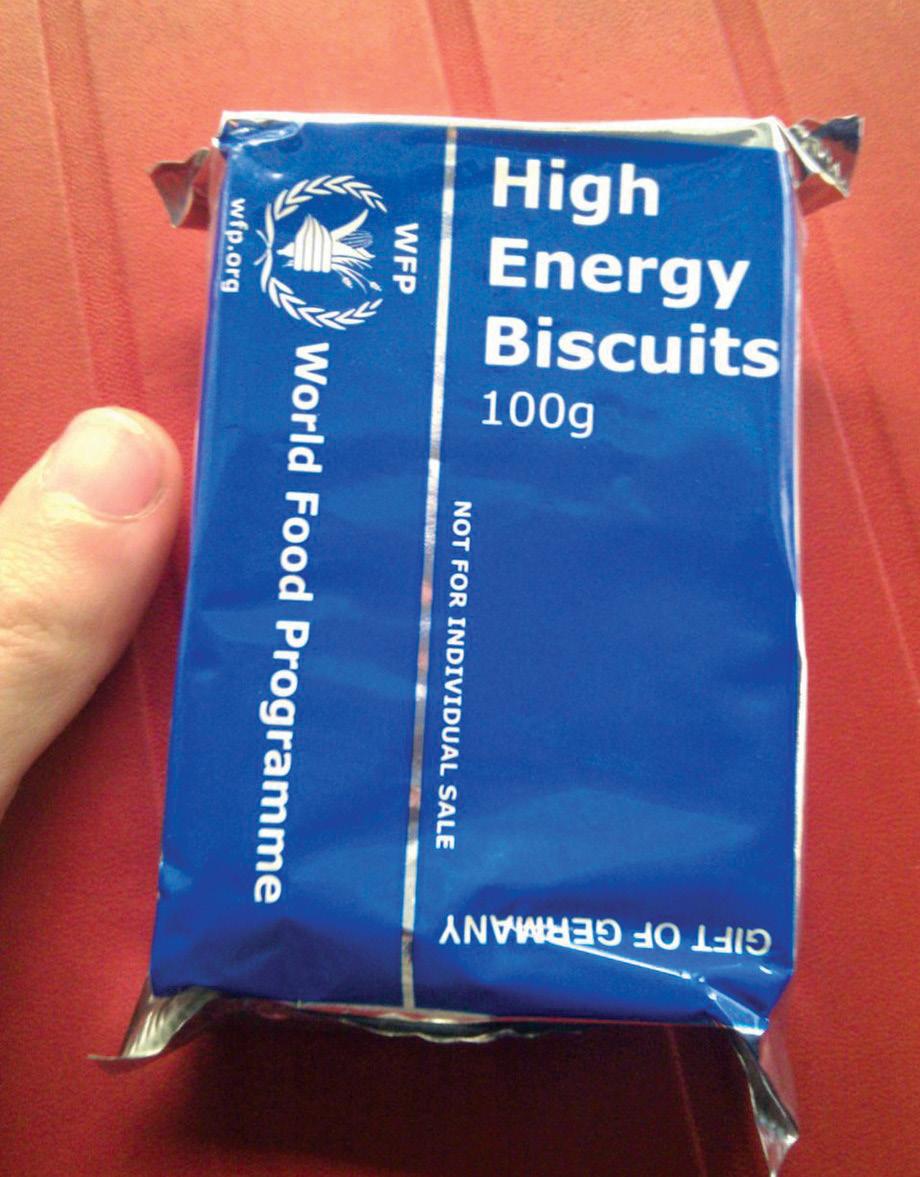 High
Energy
Biscuits
100g
NOT FOR INDIVIDUAL SALE
GIFT OF GERMANY
WFP
wfp.org
World Food Programme